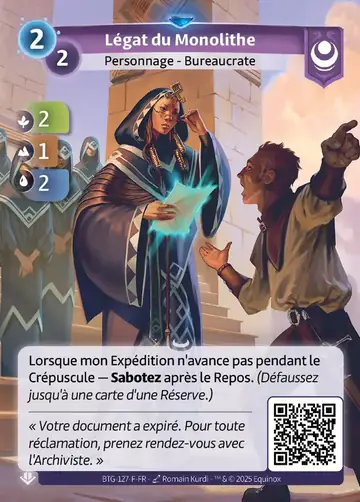 2
2
Légat du Monolithe
Personnage - Bureaucrate
2
1
2
Lorsque mon Expédition n'avance pas pendant le
Crépuscule — Sabotez après le Repos. (Défaussez
jusqu'à une carte d'une Réserve.)
« Votre document a expiré. Pour toute
réclamation, prenez rendez-vous avec
l'Archiviste. »
BTG-127-F-FR - Romain Kurdi - ™ & © 2025 Equinox